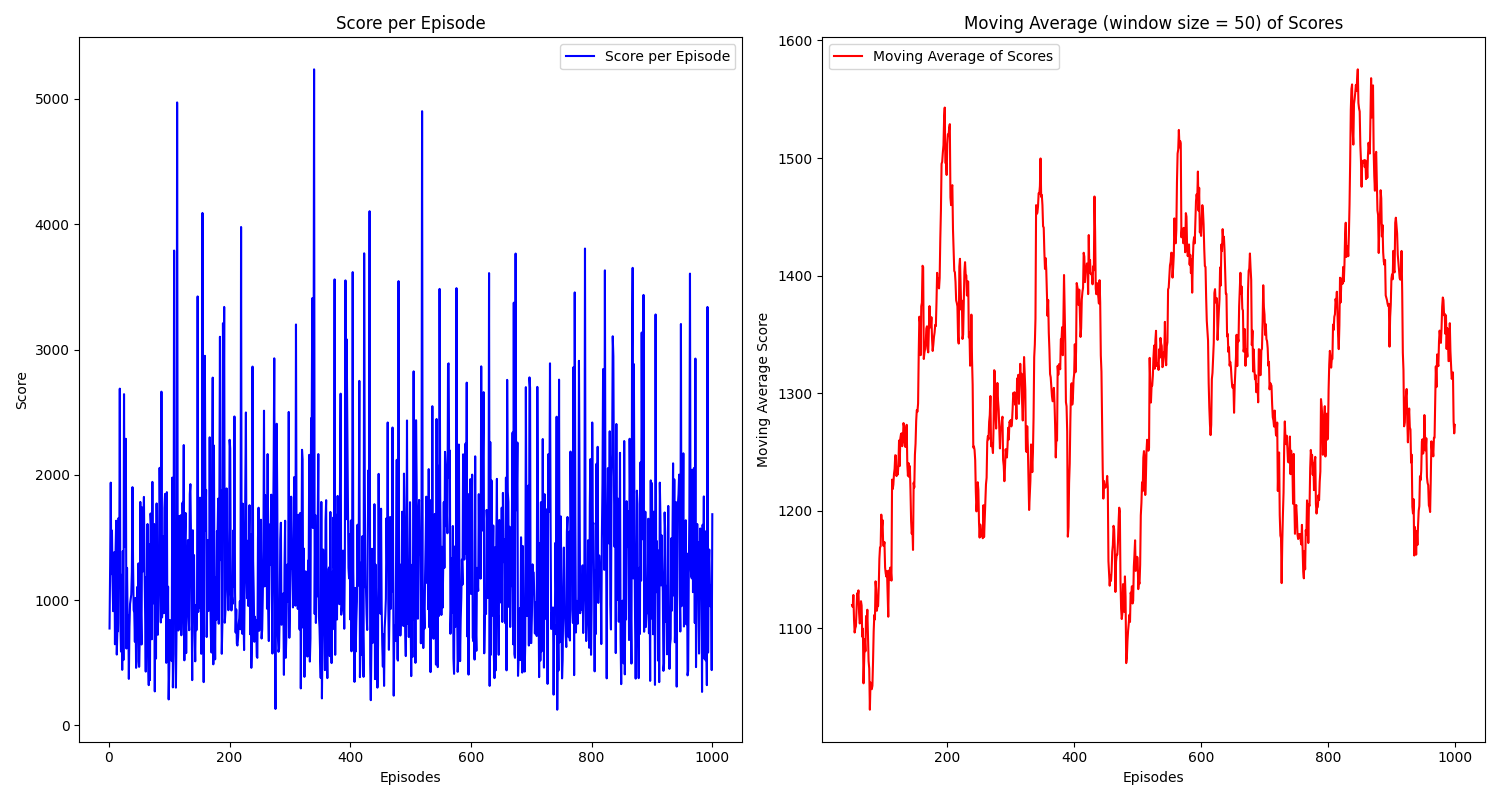 Score per Episode
Score per Episode
5000
4000
3000
2000
1000
0
Score
0
200
400
600
800
1000
Episodes
Moving Average (window size = 50) of Scores
Moving Average of Scores
1600
1500
1400
1300
1200
1100
Moving Average Score
200
400
600
800
1000
Episodes